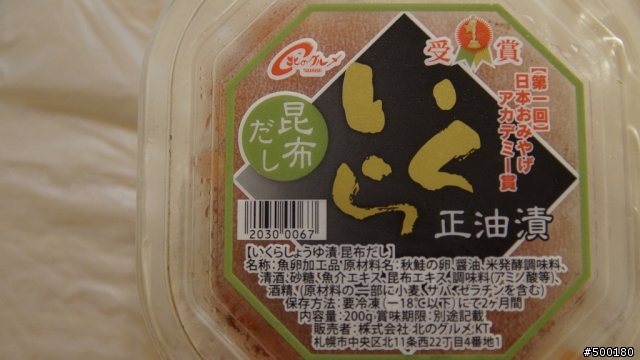 北のグルメ
受賞
1
【第一回】
日本おみやげ
アカデミー賞
昆布
だし
いくら
正油漬
2030 0067
【いくらしょうゆ漬 昆布だし】
名称:魚卵加工品 原材料名:秋鮭の卵、醤油、米発酵調味料、
清酒、砂糖、魚介エキス、昆布エキス、調味料(アミノ酸等)、
酒精、(原材料の一部に小麦、サバ、ゼラチンを含む)
保存方法:要冷凍(-18℃以下)にて2ヶ月間
内容量:200g 賞味期限:別途記載
販売者:株式会社 北のグルメ KT
札幌市中央区北11条西22丁目4番地1
#500180